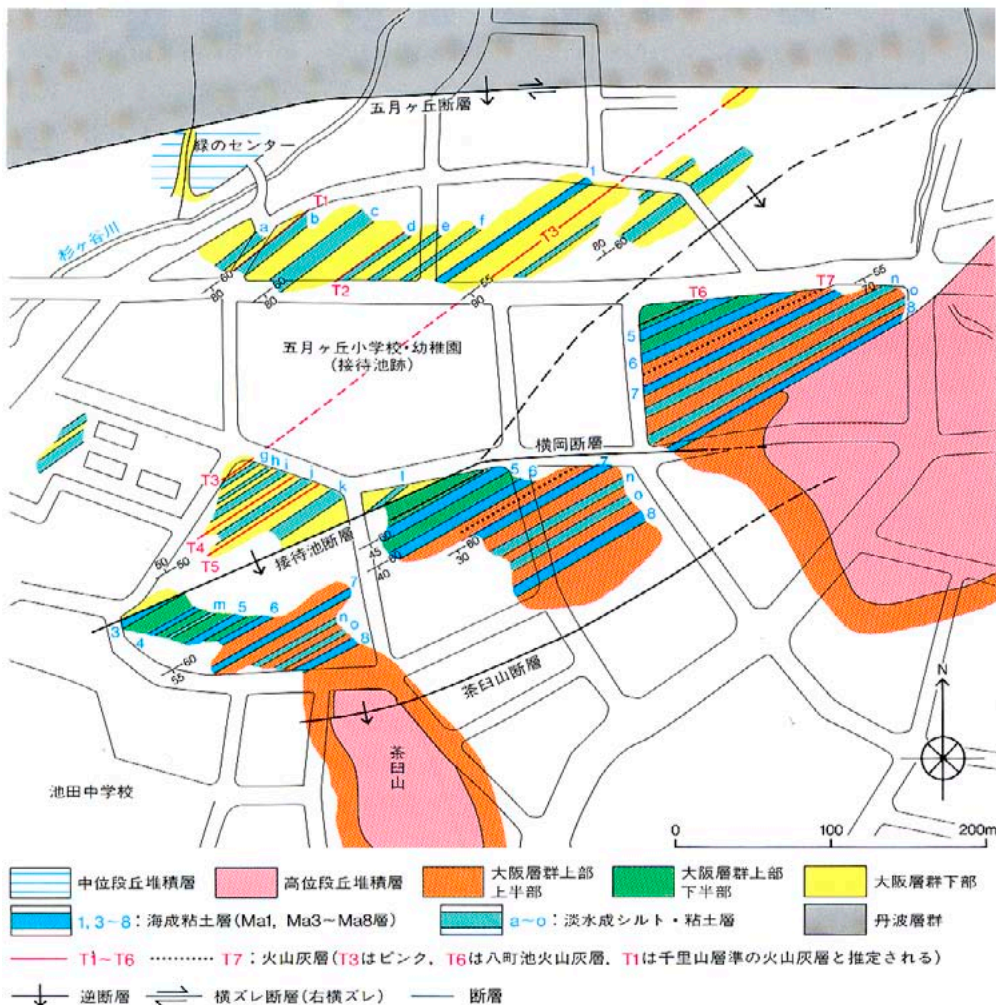 五月ヶ丘断層
緑のセンター
杉ヶ谷川
T1
a
b
c
d
e
f
1
T2
T3
80
60
80
60
80
55
80
60
五月ヶ丘小学校・幼稚園
(接待池跡)
T6
T7
55
70
n
o
8
5
6
7
横岡断層
g
h
i
j
k
l
T3
T4
T5
5
6
7
n
o
8
接待池断層
45
60
40
60
30
60
50
60
3
4
m
5
6
7
n
o
8
55
60
茶臼山断層
茶臼山
池田中学校
N
0 100 200m
中位段丘堆積層
高位段丘堆積層
大阪層群上部
上半部
大阪層群上部
下半部
大阪層群下部
1, 3~8:海成粘土層(Ma1, Ma3~Ma8層)
a~o:淡水成シルト・粘土層
丹波層群
T1~T6
T7:火山灰層(T3はピンク,T6は八町池火山灰層,T1は千里山層準の火山灰層と推定される)
逆断層
横ズレ断層(右横ズレ)
断層